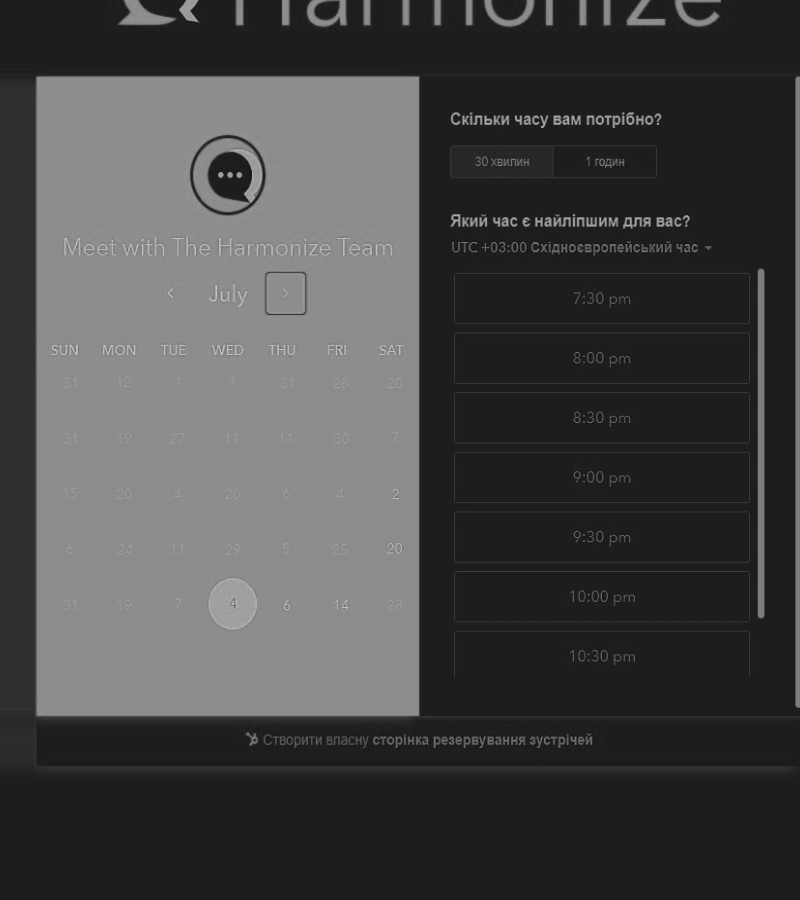 Harmonize
Meet with The Harmonize Team
July
SUN MON TUE WED THU FRI SAT
31 12 1 1 31 26 20
31 19 27 11 11 30 7
15 20 4 20 6 4 2
6 24 11 29 5 25 20
31 19 7 4 6 14 28
Скільки часу вам потрібно?
30 хвилин 1 годин
Який час є найліпшим для вас?
UTC +03:00 Східноєвропейський час
7:30 pm
8:00 pm
8:30 pm
9:00 pm
9:30 pm
10:00 pm
10:30 pm
Створити власну сторінка резервування зустрічей